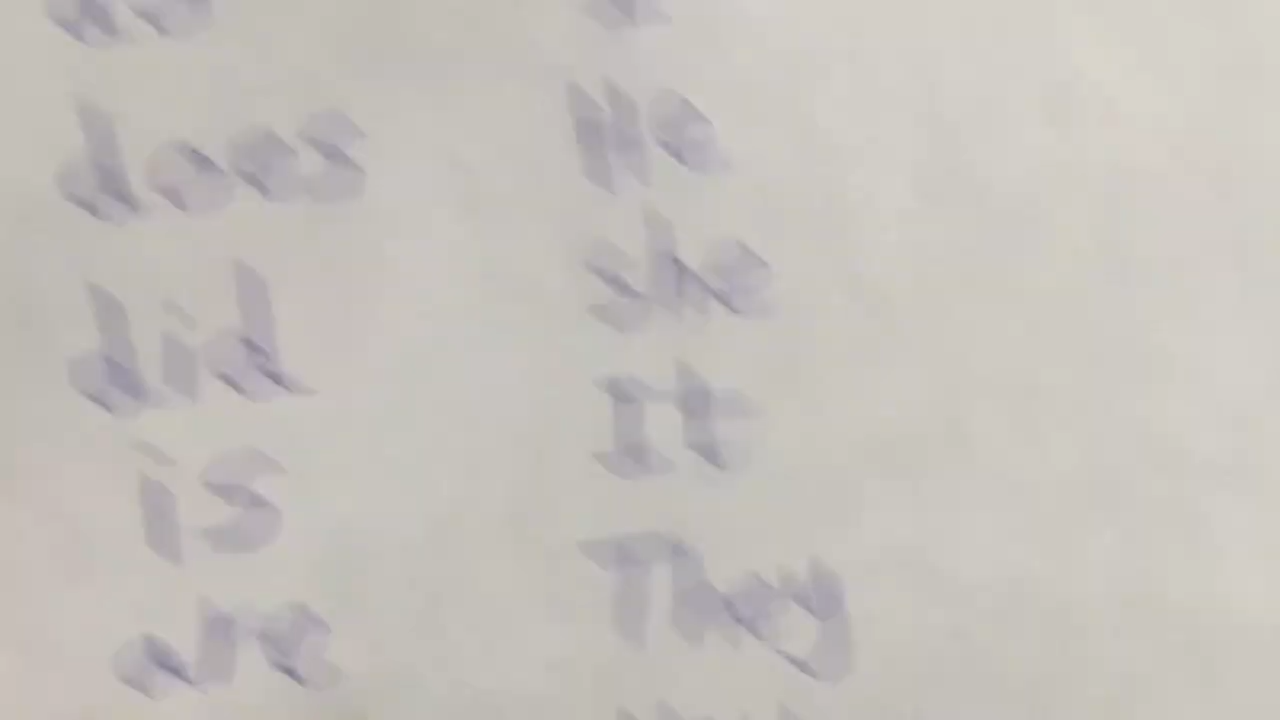 does
did
is
are
He
she
It
They